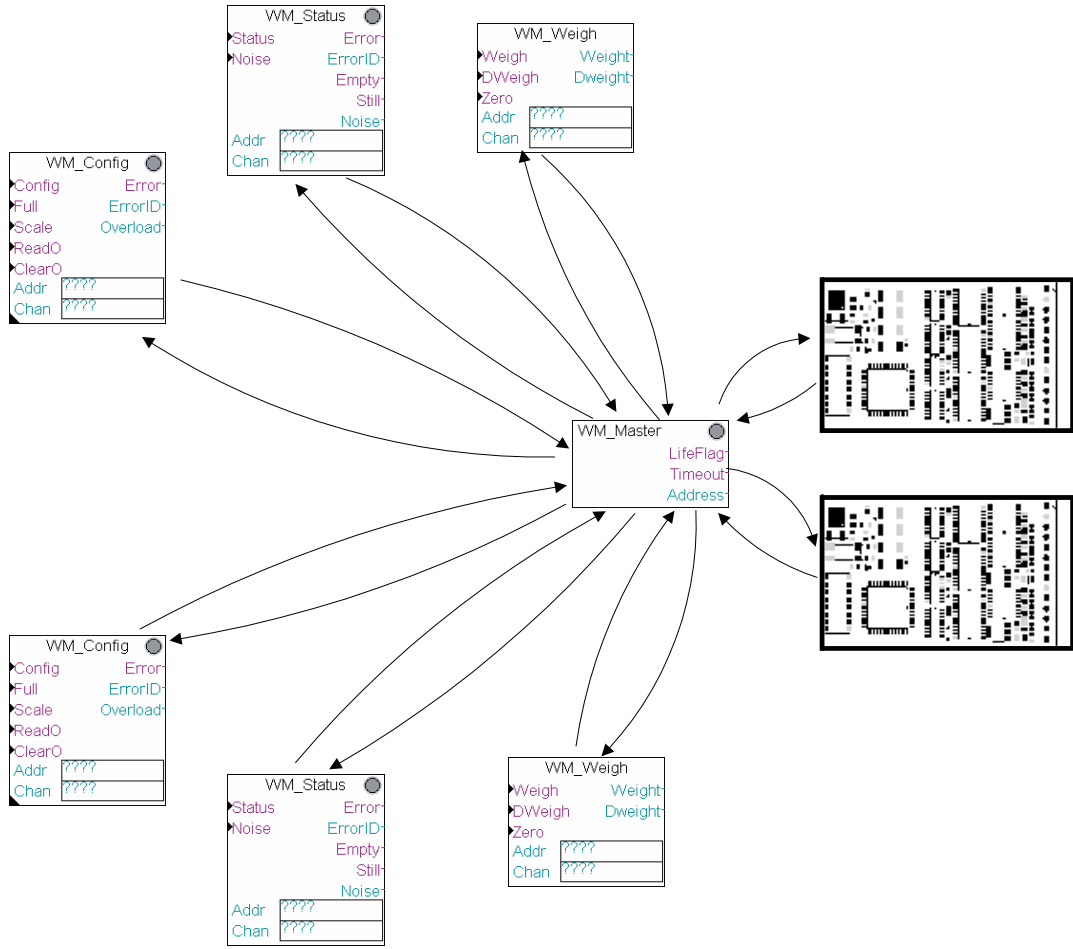 WM_Status
Status Error
Noise ErrorID
Empty
Still
Noise
Addr ????
Chan ????
WM_Weigh
Weigh Weight
DWeigh Dweight
Zero
Addr ????
Chan ????
WM_Config
Config Error
Full ErrorID
Scale Overload
ReadO
ClearO
Addr ????
Chan ????
WM_Master
LifeFlag
Timeout
Address
WM_Config
Config Error
Full ErrorID
Scale Overload
ReadO
ClearO
Addr ????
Chan ????
WM_Status
Status Error
Noise ErrorID
Empty
Still
Noise
Addr ????
Chan ????
WM_Weigh
Weigh Weight
DWeigh Dweight
Zero
Addr ????
Chan ????